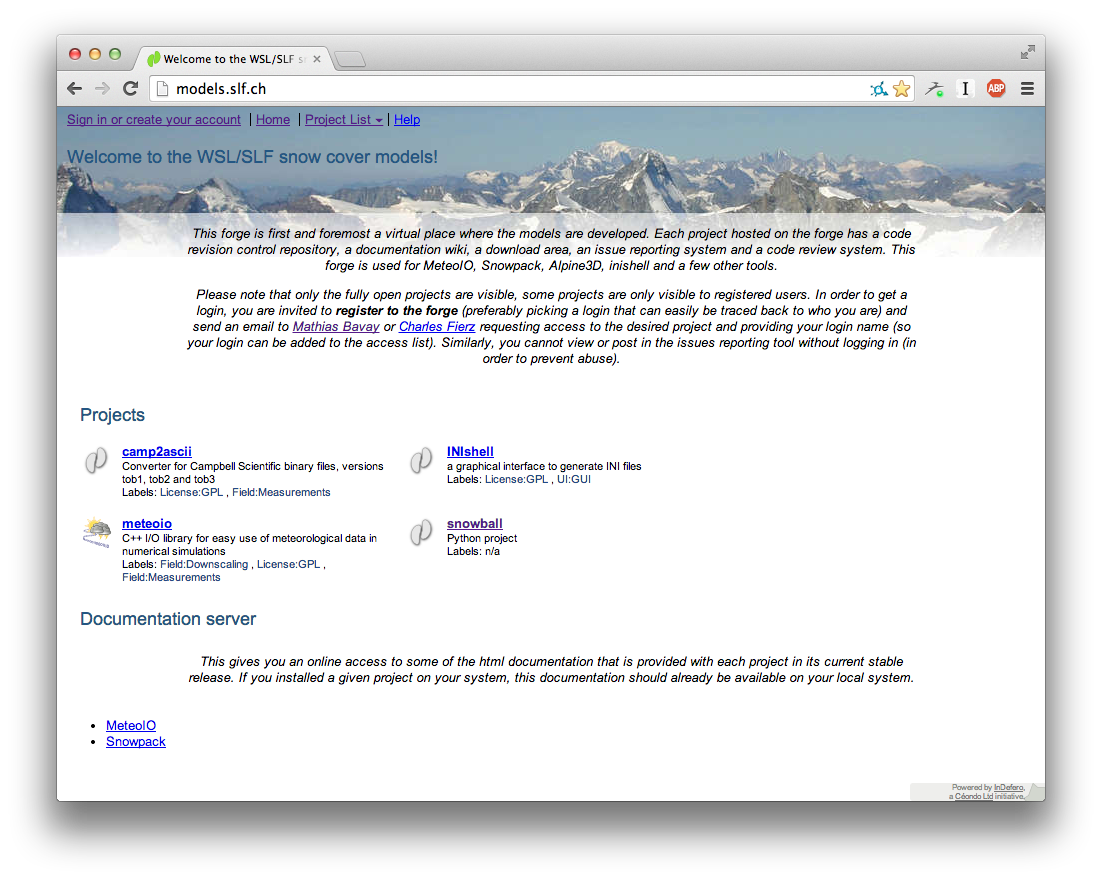 Welcome to the WSL/SLF s
models.slf.ch
ABP
Sign in or create your account | Home | Project List | Help
Welcome to the WSL/SLF snow cover models!
This forge is first and foremost a virtual place where the models are developed. Each project hosted on the forge has a code
revision control repository, a documentation wiki, a download area, an issue reporting system and a code review system. This
forge is used for MeteoIO, Snowpack, Alpine3D, inishell and a few other tools.
Please note that only the fully open projects are visible, some projects are only visible to registered users. In order to get a
login, you are invited to register to the forge (preferably picking a login that can easily be traced back to who you are) and
send an email to Mathias Bavay or Charles Fierz requesting access to the desired project and providing your login name (so
your login can be added to the access list). Similarly, you cannot view or post in the issues reporting tool without logging in (in
order to prevent abuse).
Projects
camp2ascii
Converter for Campbell Scientific binary files, versions
tob1, tob2 and tob3
Labels: License:GPL , Field:Measurements
INIshell
a graphical interface to generate INI files
Labels: License:GPL , UI:GUI
meteoio
C++ I/O library for easy use of meteorological data in
numerical simulations
Labels: Field:Downscaling , License:GPL ,
Field:Measurements
snowball
Python project
Labels: n/a
Documentation server
This gives you an online access to some of the html documentation that is provided with each project in its current stable
release. If you installed a given project on your system, this documentation should already be available on your local system.
• MeteoIO
• Snowpack
Powered by InDefero,
a Céondo Ltd initiative.